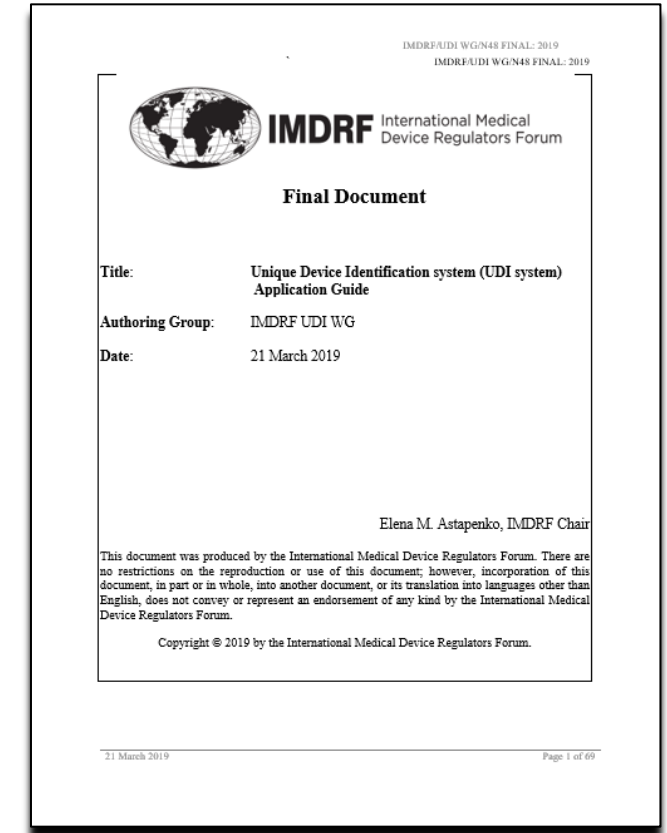 IMDRF/UDI WG/N48 FINAL: 2019
IMDRF/UDI WG/N48 FINAL: 2019
IMDRF International Medical
Device Regulators Forum
Final Document
Title: Unique Device Identification system (UDI system)
Application Guide
Authoring Group: IMDRF UDI WG
Date: 21 March 2019
Elena M. Astapenko, IMDRF Chair
This document was produced by the International Medical Device Regulators Forum. There are
no restrictions on the reproduction or use of this document; however, incorporation of this
document, in part or in whole, into another document, or its translation into languages other than
English, does not convey or represent an endorsement of any kind by the International Medical
Device Regulators Forum.
Copyright © 2019 by the International Medical Device Regulators Forum.
21 March 2019 Page 1 of 69